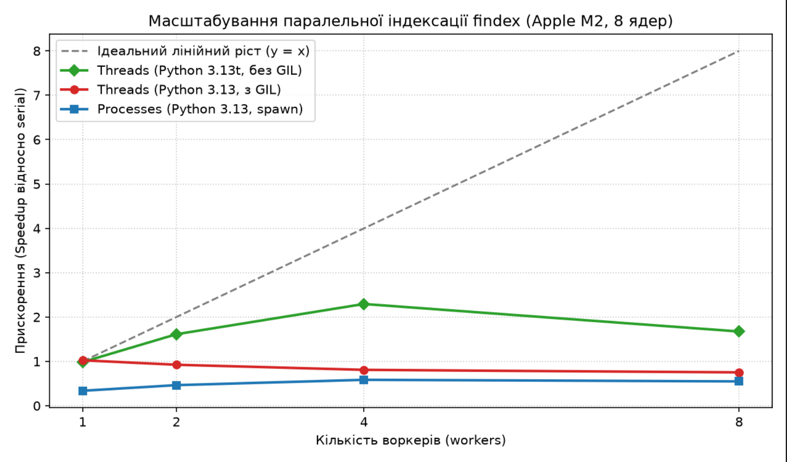 Масштабування паралельної індексації findex (Apple M2, 8 ядер)
Ідеальний лінійний ріст (y = x)
Threads (Python 3.13t, без GIL)
Threads (Python 3.13, з GIL)
Processes (Python 3.13, spawn)
Прискорення (Speedup відносно serial)
8
7
6
5
4
3
2
1
0
1
2
4
8
Кількість воркерів (workers)